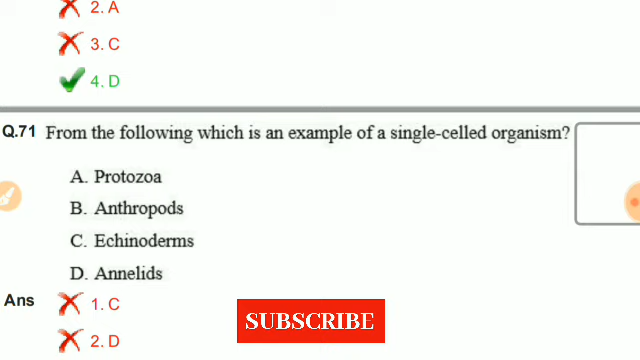 2. A
3. C
4. D
Q.71 From the following which is an example of a single-celled organism?
A. Protozoa
B. Anthropods
C. Echinoderms
D. Annelids
Ans 1. C
SUBSCRIBE
2. D